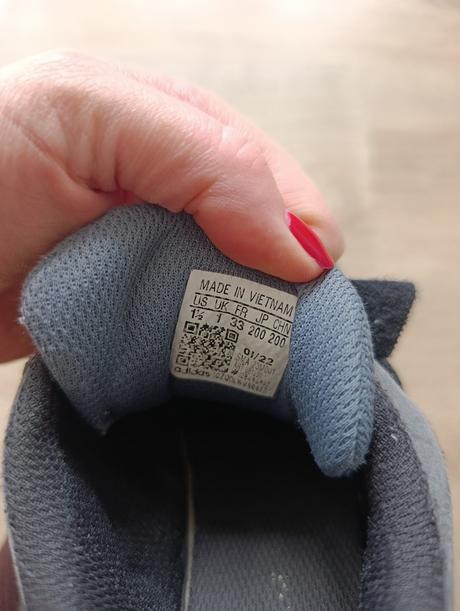 MADE IN VIETNAM
US UK FR JP CHN
1½ 1 33 200 200
01/22
adidas